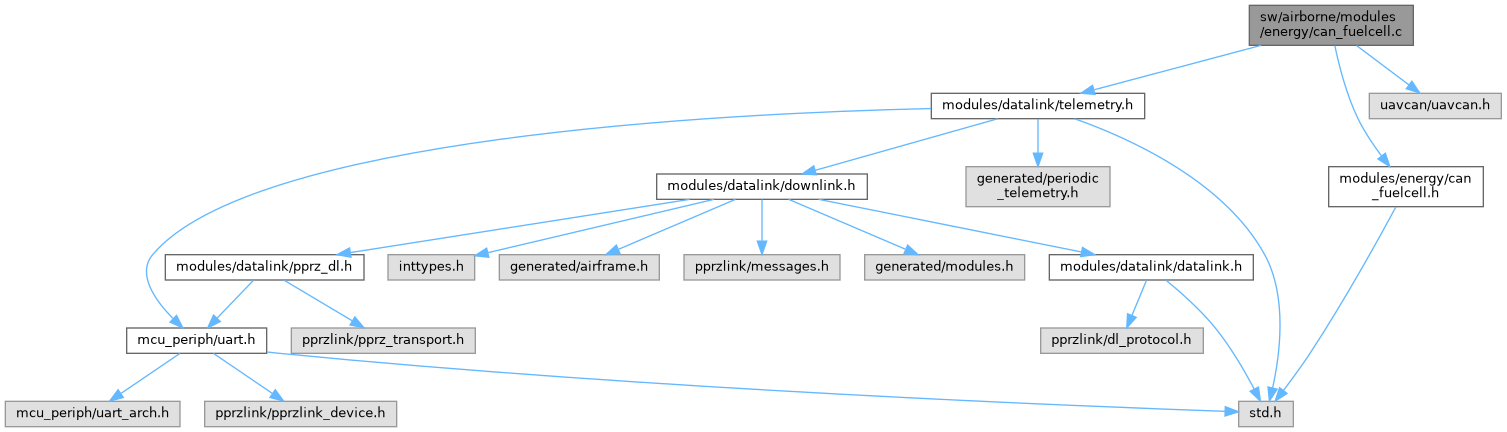 sw/airborne/modules
/energy/can_fuelcell.c
modules/datalink/telemetry.h
uavcan/uavcan.h
modules/datalink/downlink.h
generated/periodic
_telemetry.h
modules/energy/can
_fuelcell.h
modules/datalink/pprz_dl.h
inttypes.h
generated/airframe.h
pprzlink/messages.h
generated/modules.h
modules/datalink/datalink.h
mcu_periph/uart.h
pprzlink/pprz_transport.h
pprzlink/dl_protocol.h
mcu_periph/uart_arch.h
pprzlink/pprzlink_device.h
std.h